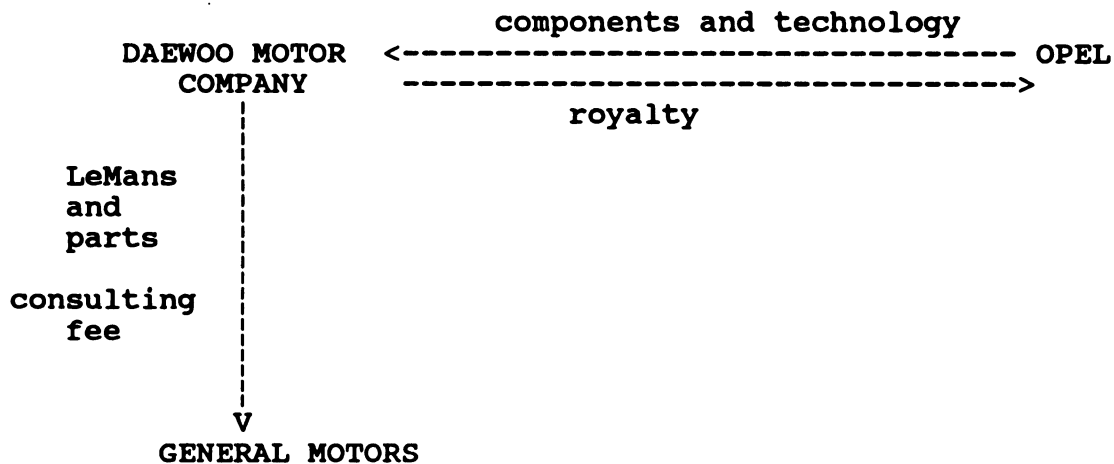 components and technology
DAEWOO MOTOR <--------------------------------- OPEL
COMPANY --------------------------------->
royalty
LeMans
and
parts
consulting
fee
V
GENERAL MOTORS